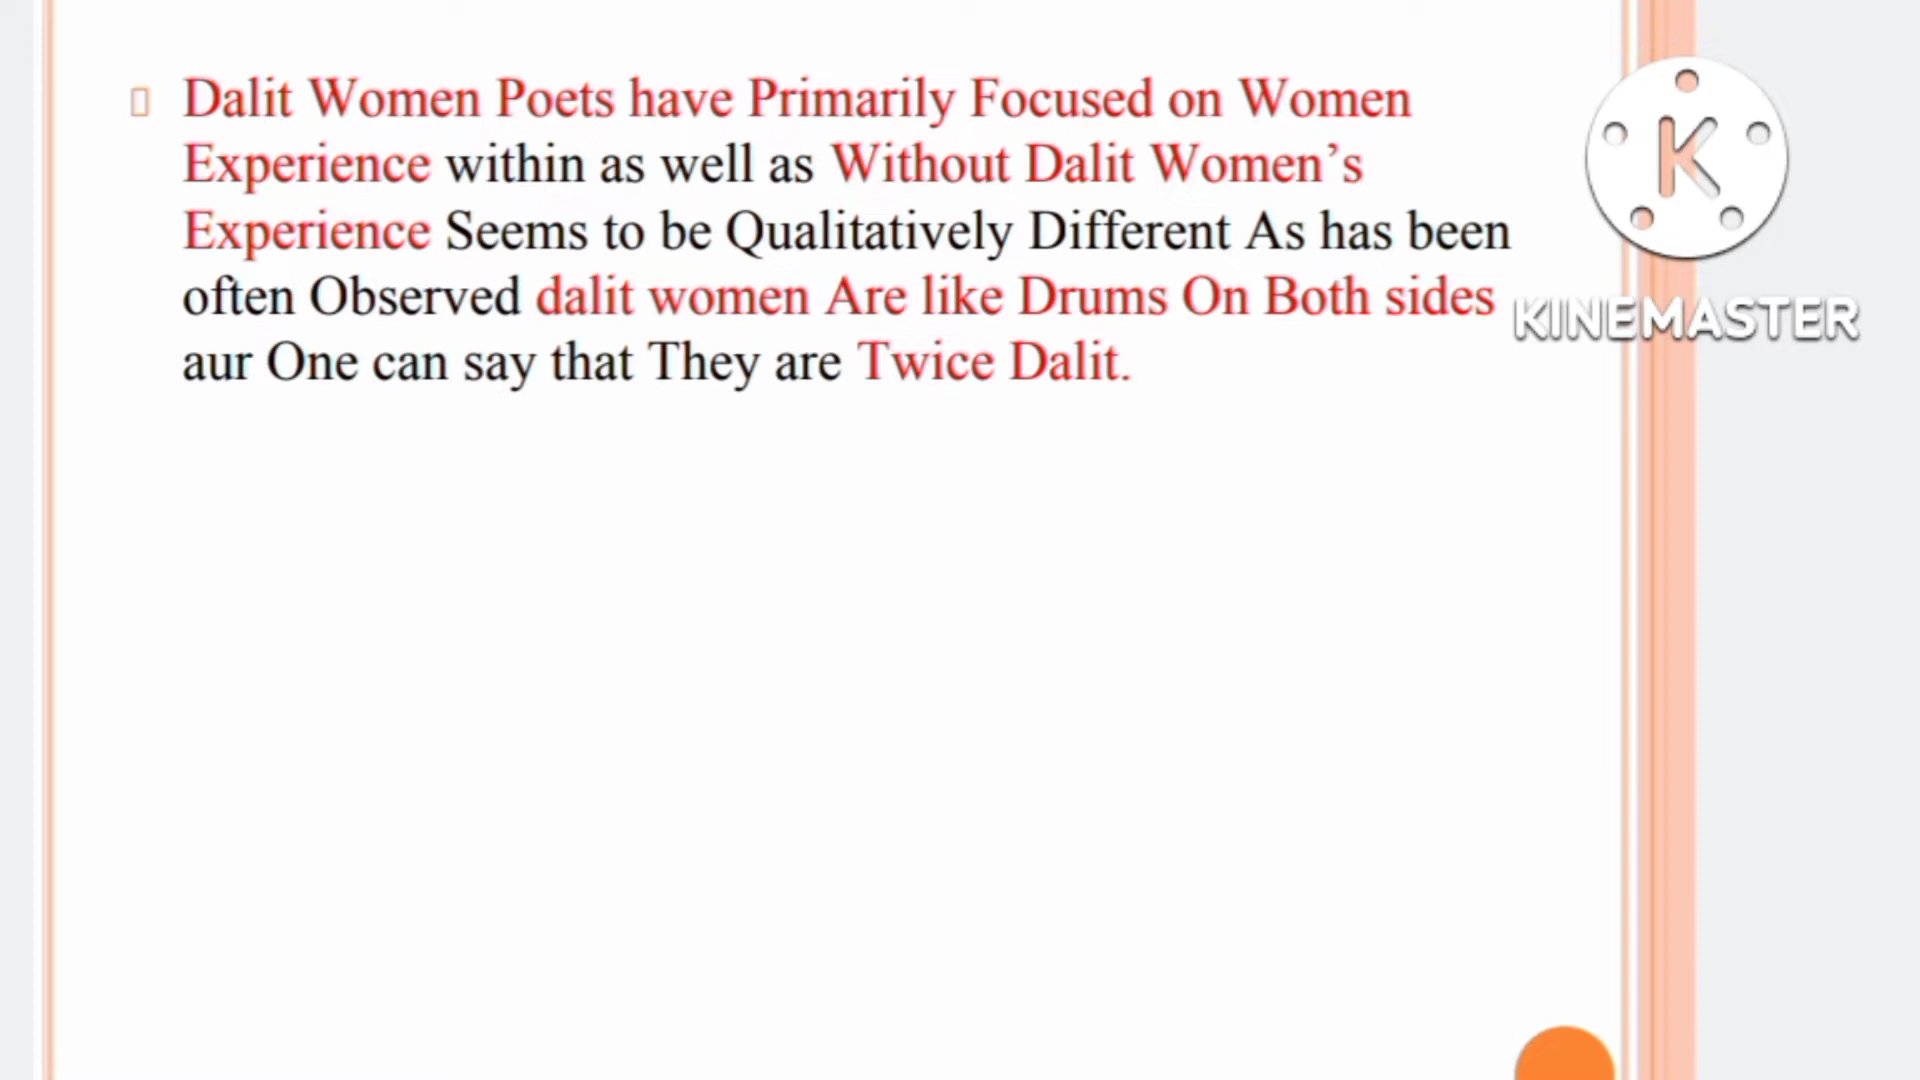 Dalit Women Poets have Primarily Focused on Women
Experience within as well as Without Dalit Women’s
Experience Seems to be Qualitatively Different As has been
often Observed dalit women Are like Drums On Both sides
aur One can say that They are Twice Dalit.
K
KINEMASTER